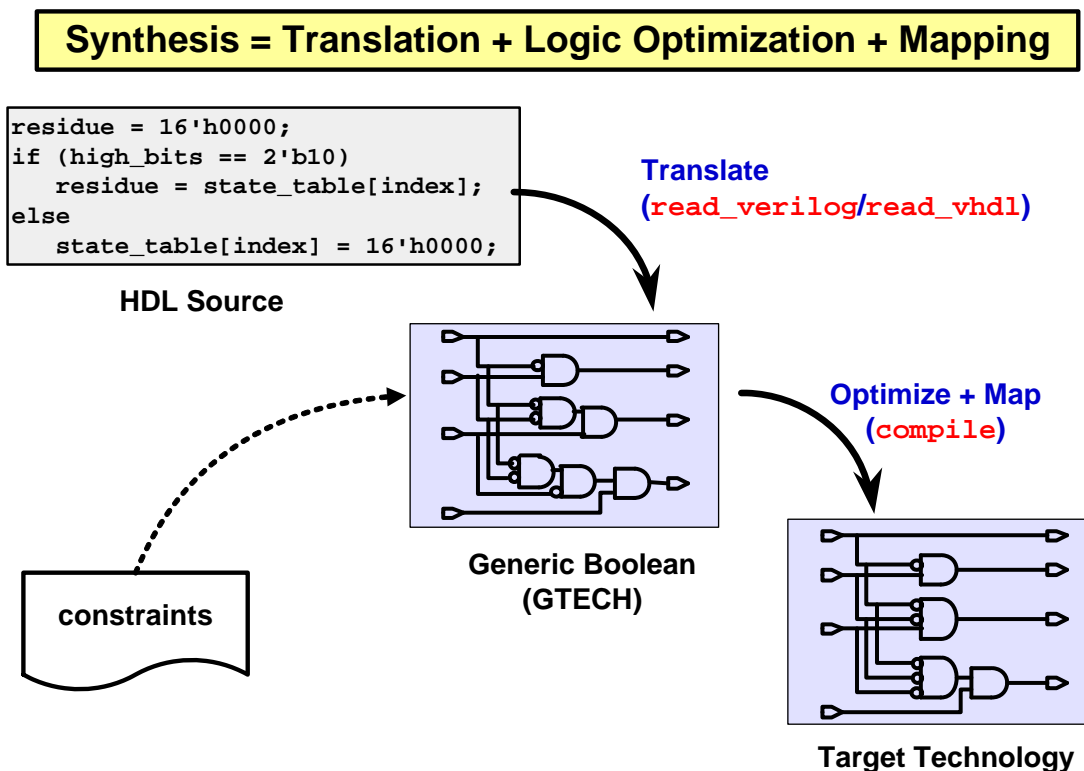 Synthesis = Translation + Logic Optimization + Mapping
residue = 16'h0000;
if (high_bits == 2'b10)
   residue = state_table[index];
else
   state_table[index] = 16'h0000;
HDL Source
Translate
(read_verilog/read_vhdl)
Optimize + Map
(compile)
Generic Boolean
(GTECH)
constraints
Target Technology